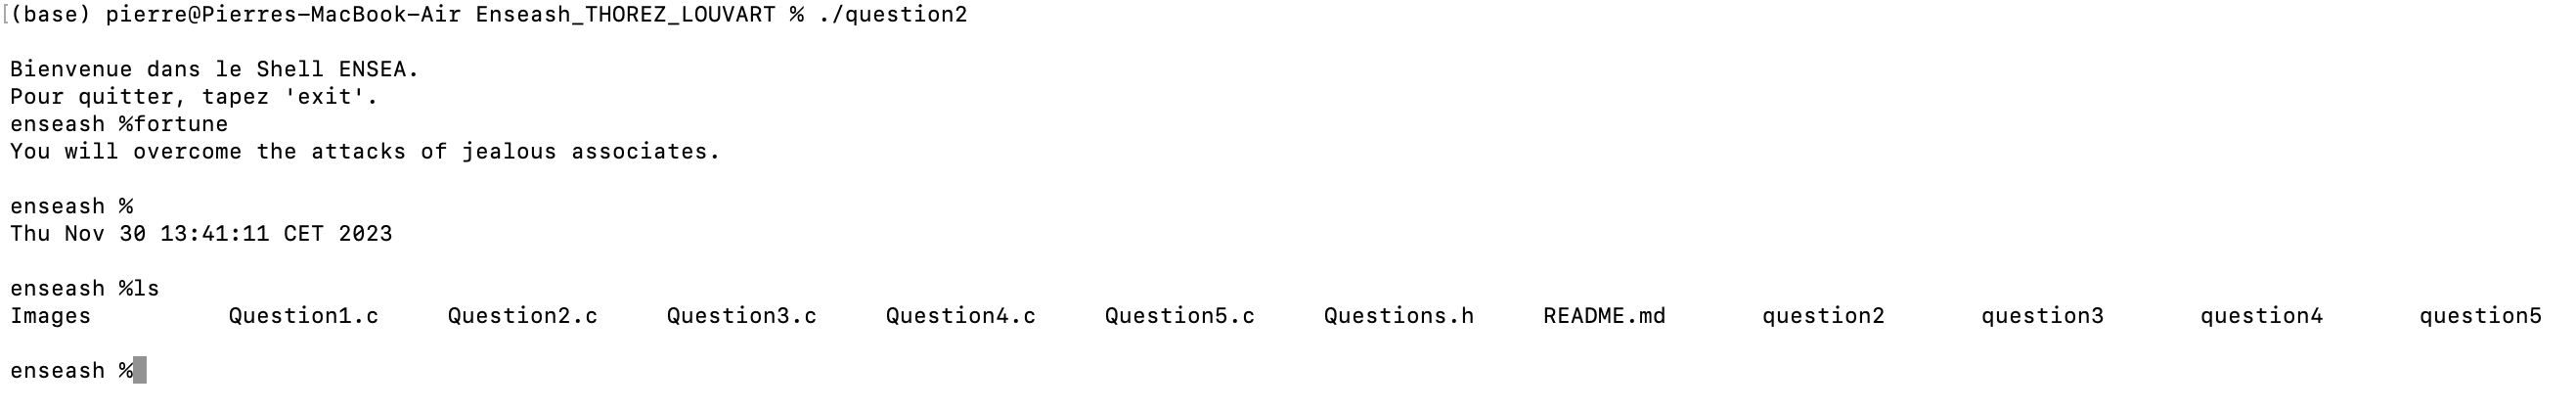 [(base) pierre@Pierres-MacBook-Air Enseash_THOREZ_LOUVART % ./question2
Bienvenue dans le Shell ENSEA.
Pour quitter, tapez 'exit'.
enseash %fortune
You will overcome the attacks of jealous associates.
enseash %
Thu Nov 30 13:41:11 CET 2023
enseash %ls
Images Question1.c Question2.c Question3.c Question4.c Question5.c Questions.h README.md question2 question3 question4 question5
enseash %